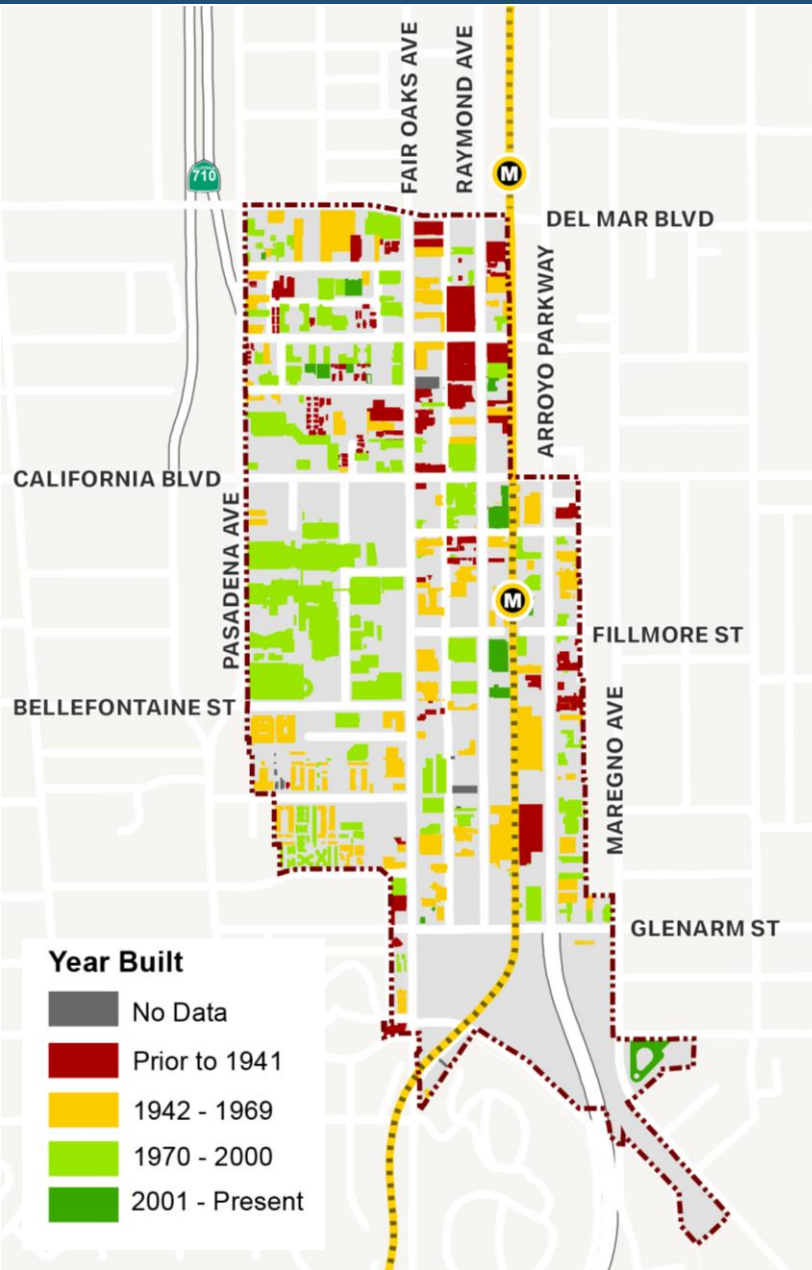 FAIR OAKS AVE
RAYMOND AVE
710
M
DEL MAR BLVD
ARROYO PARKWAY
CALIFORNIA BLVD
PASADENA AVE
M
FILLMORE ST
BELLEFONTAINE ST
MAREGNO AVE
GLENARM ST
Year Built
No Data
Prior to 1941
1942 - 1969
1970 - 2000
2001 - Present